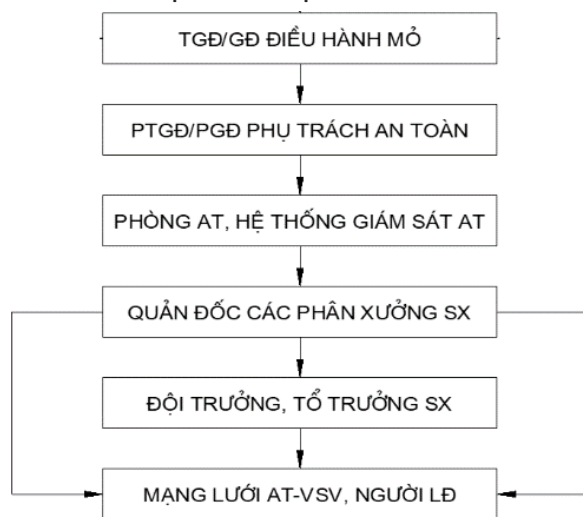 TGĐ/GĐ ĐIỀU HÀNH MỎ
PTGĐ/PGĐ PHỤ TRÁCH AN TOÀN
PHÒNG AT, HỆ THỐNG GIÁM SÁT AT
QUẢN ĐỐC CÁC PHÂN XƯỞNG SX
ĐỘI TRƯỞNG, TỔ TRƯỞNG SX
MẠNG LƯỚI AT-VSV, NGƯỜI LĐ